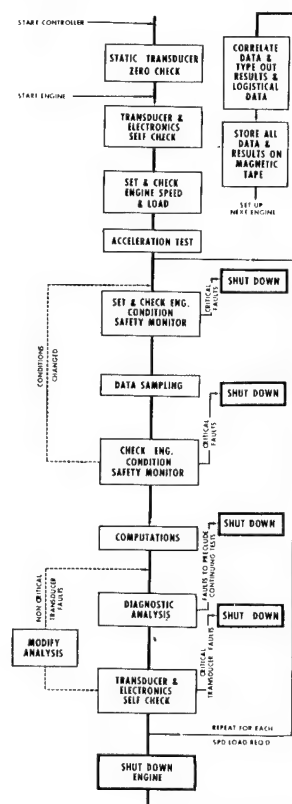 START CONTROLLER
STATIC TRANSDUCER
ZERO CHECK
START ENGINE
TRANSDUCER &
ELECTRONICS
SELF CHECK
SET & CHECK
ENGINE SPEED
& LOAD
ACCELERATION TEST
SET & CHECK ENG.
CONDITION
SAFETY MONITOR
CRITICAL
FAULTS
SHUT DOWN
CONDITIONS
CHANGED
DATA SAMPLING
CHECK ENG.
CONDITION
SAFETY MONITOR
CRITICAL
FAULTS
SHUT DOWN
COMPUTATIONS
FAULTS TO PRECLUDE
CONTINUING TESTS
SHUT DOWN
NON CRITICAL
TRANSDUCER
FAULTS
DIAGNOSTIC
ANALYSIS
MODIFY
ANALYSIS
TRANSDUCER &
ELECTRONICS
SELF CHECK
CRITICAL
TRANSDUCER FAULTS
SHUT DOWN
REPEAT FOR EACH
SPD LOAD REQ'D
SHUT DOWN
ENGINE
CORRELATE
DATA &
TYPE OUT
RESULTS &
LOGISTICAL
DATA
STORE ALL
DATA &
RESULTS ON
MAGNETIC
TAPE
SET UP
NEXT ENGINE